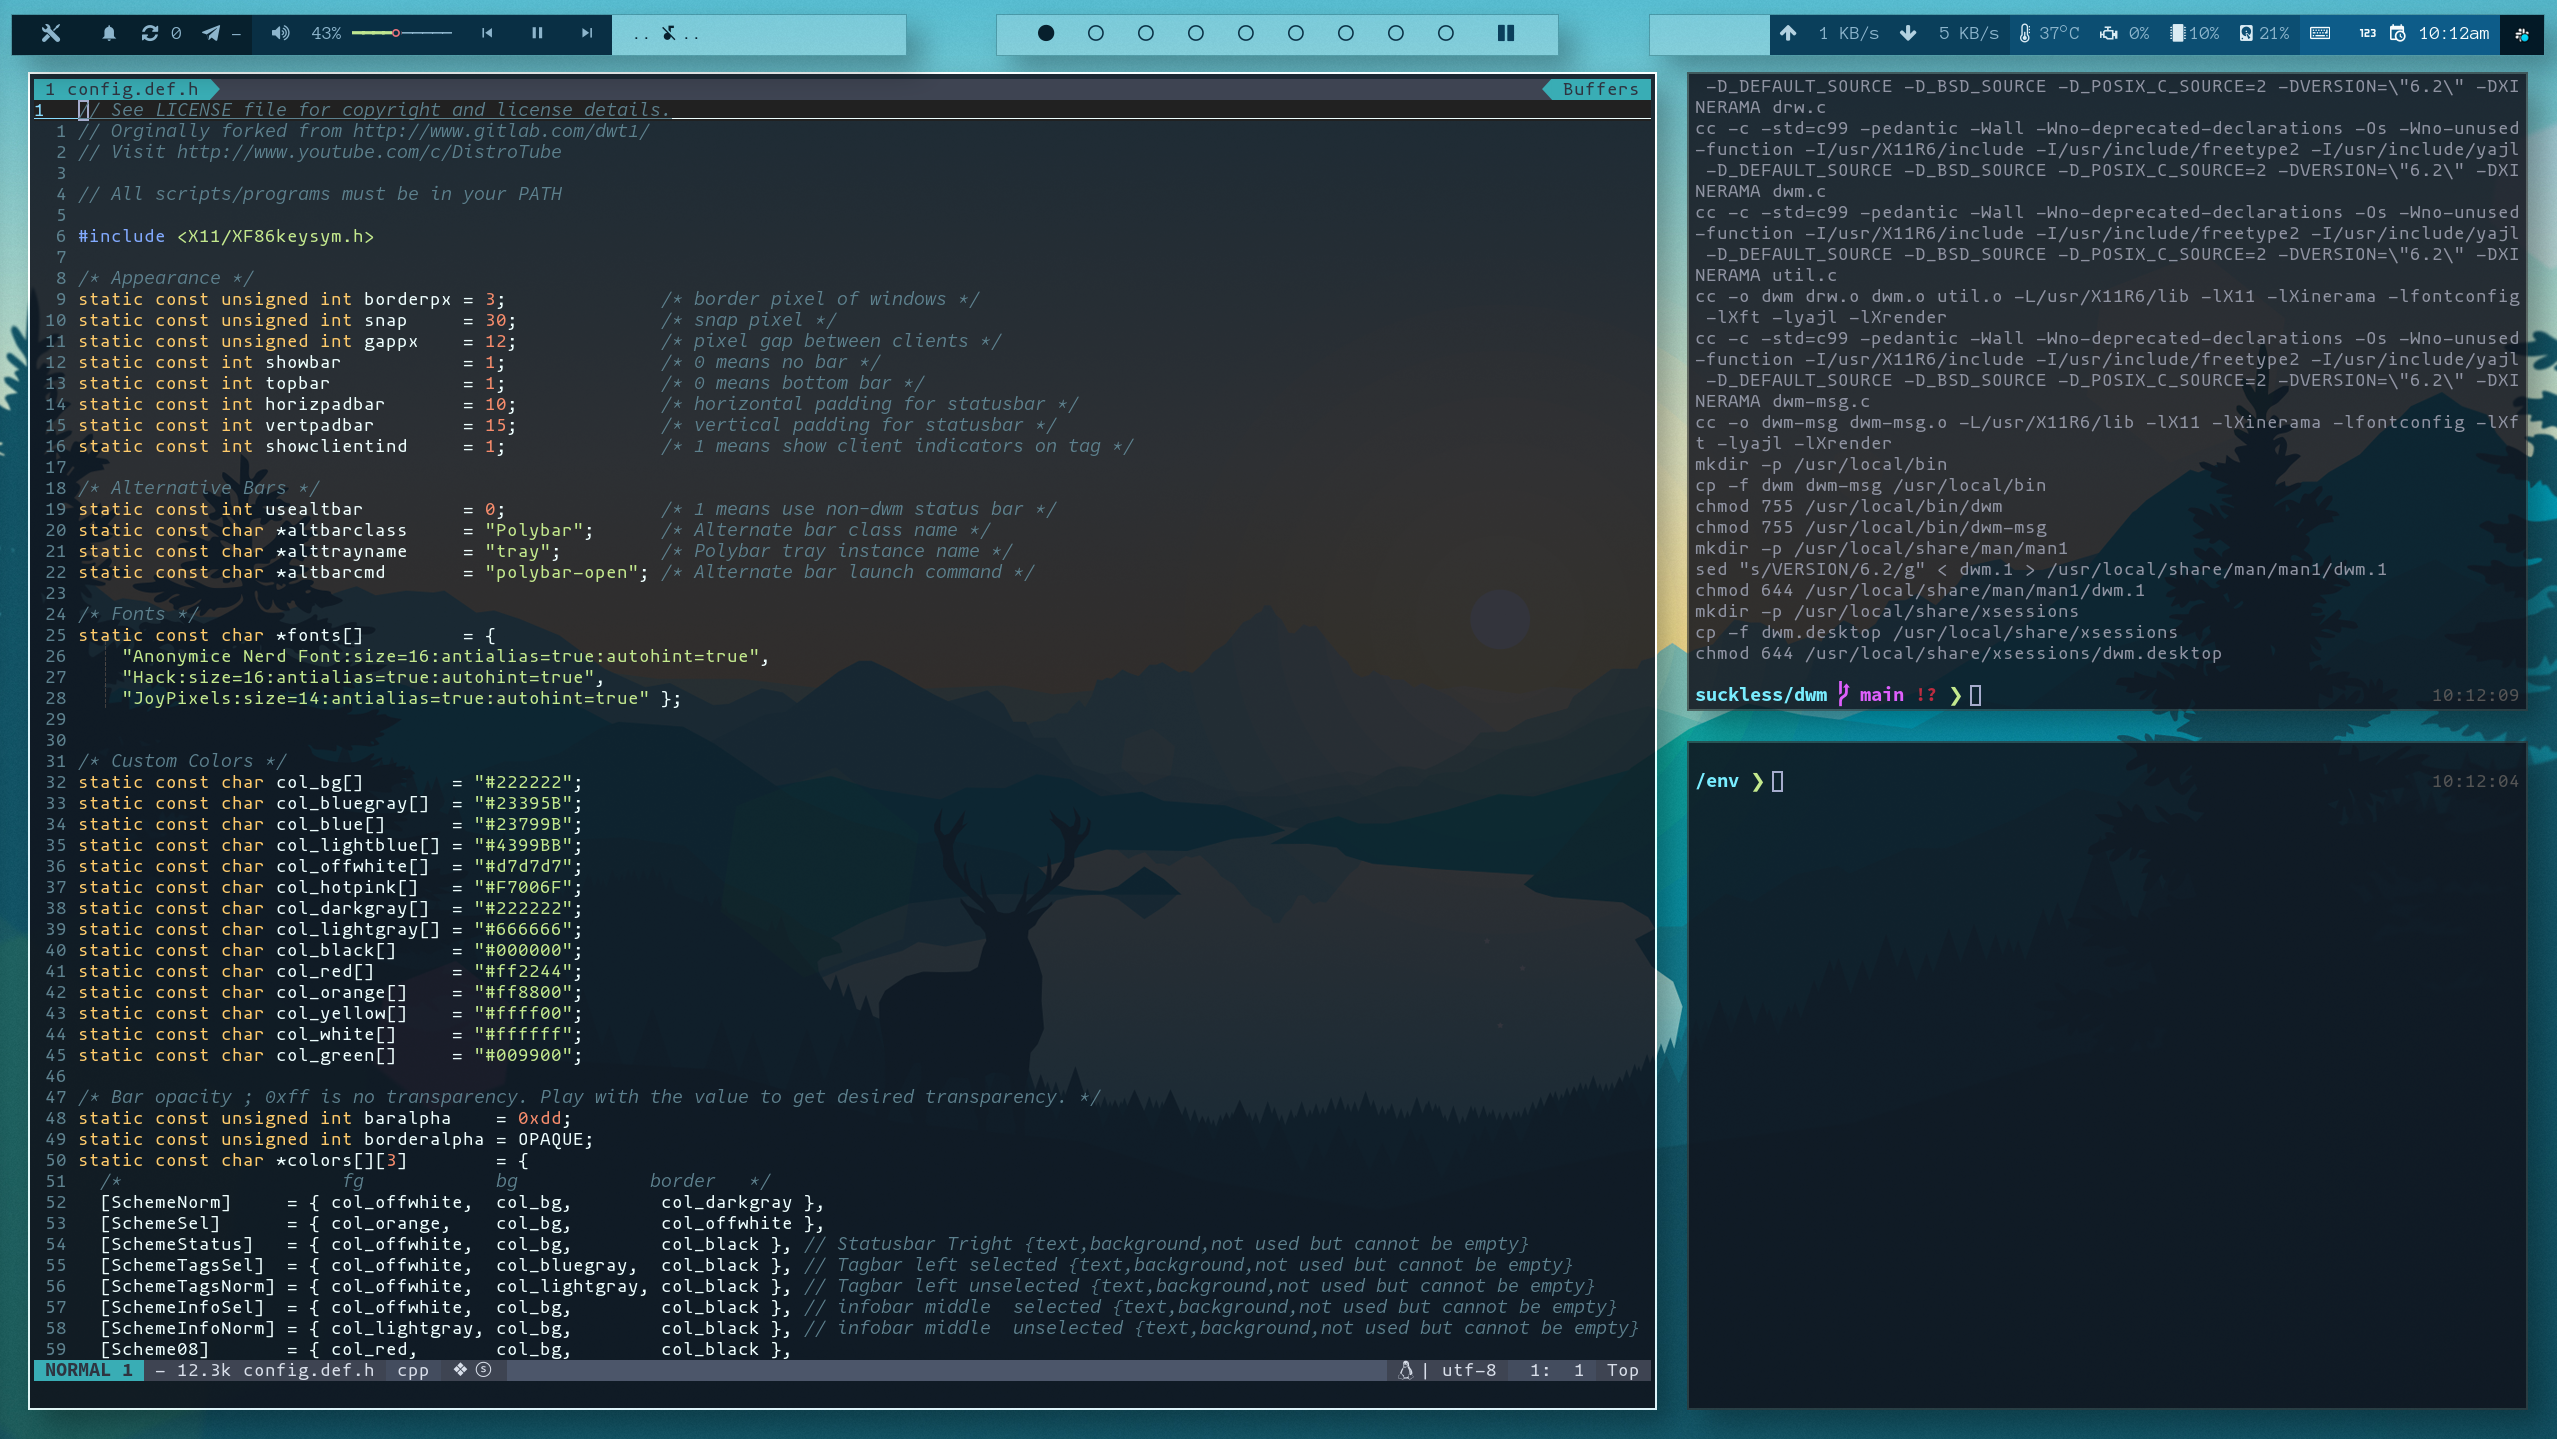 0 – 43% .. .. 1 KB/s 5 KB/s 37°C 0% 10% 21% 123 10:12am
1 config.def.h Buffers
1 // See LICENSE file for copyright and license details.
1 // Orginally forked from http://www.gitlab.com/dwt1/
2 // Visit http://www.youtube.com/c/DistroTube
3
4 // All scripts/programs must be in your PATH
5
6 #include <X11/XF86keysym.h>
7
8 /* Appearance */
9 static const unsigned int borderpx = 3; /* border pixel of windows */
10 static const unsigned int snap = 30; /* snap pixel */
11 static const unsigned int gappx = 12; /* pixel gap between clients */
12 static const int showbar = 1; /* 0 means no bar */
13 static const int topbar = 1; /* 0 means bottom bar */
14 static const int horizpadbar = 10; /* horizontal padding for statusbar */
15 static const int vertpadbar = 15; /* vertical padding for statusbar */
16 static const int showclientind = 1; /* 1 means show client indicators on tag */
17
18 /* Alternative Bars */
19 static const int usealtbar = 0; /* 1 means use non-dwm status bar */
20 static const char *altbarclass = "Polybar"; /* Alternate bar class name */
21 static const char *alttrayname = "tray"; /* Polybar tray instance name */
22 static const char *altbarcmd = "polybar-open"; /* Alternate bar launch command */
23
24 /* Fonts */
25 static const char *fonts[] = {
26 "Anonymice Nerd Font:size=16:antialias=true:autohint=true",
27 "Hack:size=16:antialias=true:autohint=true",
28 "JoyPixels:size=14:antialias=true:autohint=true" };
29
30
31 /* Custom Colors */
32 static const char col_bg[] = "#222222";
33 static const char col_bluegray[] = "#23395B";
34 static const char col_blue[] = "#23799B";
35 static const char col_lightblue[] = "#4399BB";
36 static const char col_offwhite[] = "#d7d7d7";
37 static const char col_hotpink[] = "#F7006F";
38 static const char col_darkgray[] = "#222222";
39 static const char col_lightgray[] = "#666666";
40 static const char col_black[] = "#000000";
41 static const char col_red[] = "#ff2244";
42 static const char col_orange[] = "#ff8800";
43 static const char col_yellow[] = "#ffff00";
44 static const char col_white[] = "#ffffff";
45 static const char col_green[] = "#009900";
46
47 /* Bar opacity ; 0xff is no transparency. Play with the value to get desired transparency. */
48 static const unsigned int baralpha = 0xdd;
49 static const unsigned int borderalpha = OPAQUE;
50 static const char *colors[][3] = {
51 /* fg bg border */
52 [SchemeNorm] = { col_offwhite, col_bg, col_darkgray },
53 [SchemeSel] = { col_orange, col_bg, col_offwhite },
54 [SchemeStatus] = { col_offwhite, col_bg, col_black }, // Statusbar Tright {text,background,not used but cannot be empty}
55 [SchemeTagsSel] = { col_offwhite, col_bluegray, col_black }, // Tagbar left selected {text,background,not used but cannot be empty}
56 [SchemeTagsNorm] = { col_offwhite, col_lightgray, col_black }, // Tagbar left unselected {text,background,not used but cannot be empty}
57 [SchemeInfoSel] = { col_offwhite, col_bg, col_black }, // infobar middle selected {text,background,not used but cannot be empty}
58 [SchemeInfoNorm] = { col_lightgray, col_bg, col_black }, // infobar middle unselected {text,background,not used but cannot be empty}
59 [Scheme08] = { col_red, col_bg, col_black },
NORMAL 1 – 12.3k config.def.h cpp ❖ ⓢ | utf-8 1: 1 Top
-D_DEFAULT_SOURCE -D_BSD_SOURCE -D_POSIX_C_SOURCE=2 -DVERSION=\"6.2\" -DXI
NERAMA drw.c
cc -c -std=c99 -pedantic -Wall -Wno-deprecated-declarations -Os -Wno-unused
-function -I/usr/X11R6/include -I/usr/include/freetype2 -I/usr/include/yajl
-D_DEFAULT_SOURCE -D_BSD_SOURCE -D_POSIX_C_SOURCE=2 -DVERSION=\"6.2\" -DXI
NERAMA dwm.c
cc -c -std=c99 -pedantic -Wall -Wno-deprecated-declarations -Os -Wno-unused
-function -I/usr/X11R6/include -I/usr/include/freetype2 -I/usr/include/yajl
-D_DEFAULT_SOURCE -D_BSD_SOURCE -D_POSIX_C_SOURCE=2 -DVERSION=\"6.2\" -DXI
NERAMA util.c
cc -o dwm drw.o dwm.o util.o -L/usr/X11R6/lib -lX11 -lXinerama -lfontconfig
-lXft -lyajl -lXrender
cc -c -std=c99 -pedantic -Wall -Wno-deprecated-declarations -Os -Wno-unused
-function -I/usr/X11R6/include -I/usr/include/freetype2 -I/usr/include/yajl
-D_DEFAULT_SOURCE -D_BSD_SOURCE -D_POSIX_C_SOURCE=2 -DVERSION=\"6.2\" -DXI
NERAMA dwm-msg.c
cc -o dwm-msg dwm-msg.o -L/usr/X11R6/lib -lX11 -lXinerama -lfontconfig -lXf
t -lyajl -lXrender
mkdir -p /usr/local/bin
cp -f dwm dwm-msg /usr/local/bin
chmod 755 /usr/local/bin/dwm
chmod 755 /usr/local/bin/dwm-msg
mkdir -p /usr/local/share/man/man1
sed "s/VERSION/6.2/g" < dwm.1 > /usr/local/share/man/man1/dwm.1
chmod 644 /usr/local/share/man/man1/dwm.1
mkdir -p /usr/local/share/xsessions
cp -f dwm.desktop /usr/local/share/xsessions
chmod 644 /usr/local/share/xsessions/dwm.desktop
suckless/dwm main !? ❯ 10:12:09
/env ❯ 10:12:04